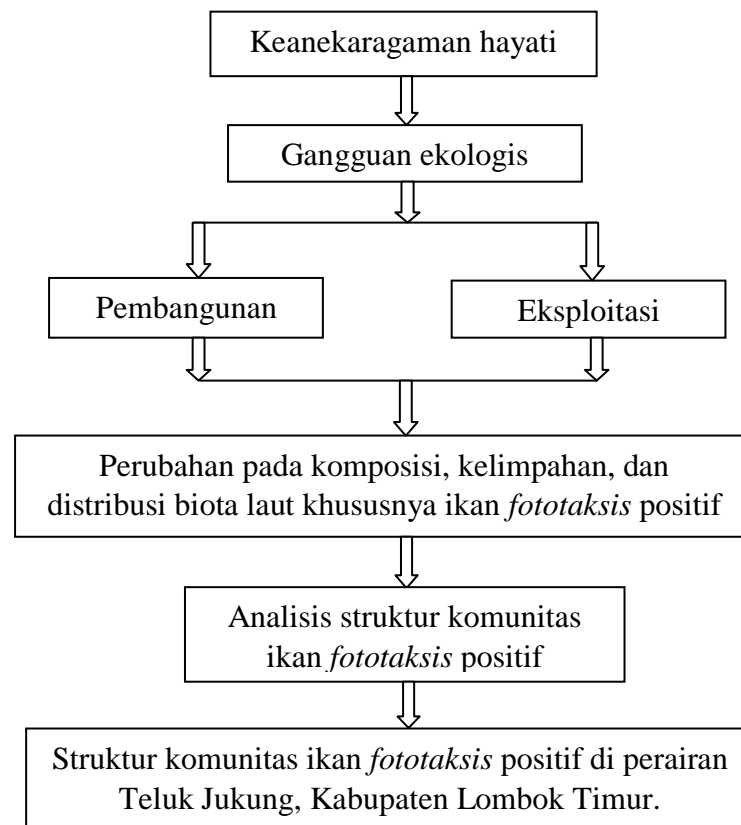 Keanekaragaman hayati
Gangguan ekologis
Pembangunan
Eksploitasi
Perubahan pada komposisi, kelimpahan, dan
distribusi biota laut khususnya ikan fototaksis positif
Analisis struktur komunitas
ikan fototaksis positif
Struktur komunitas ikan fototaksis positif di perairan
Teluk Jukung, Kabupaten Lombok Timur.